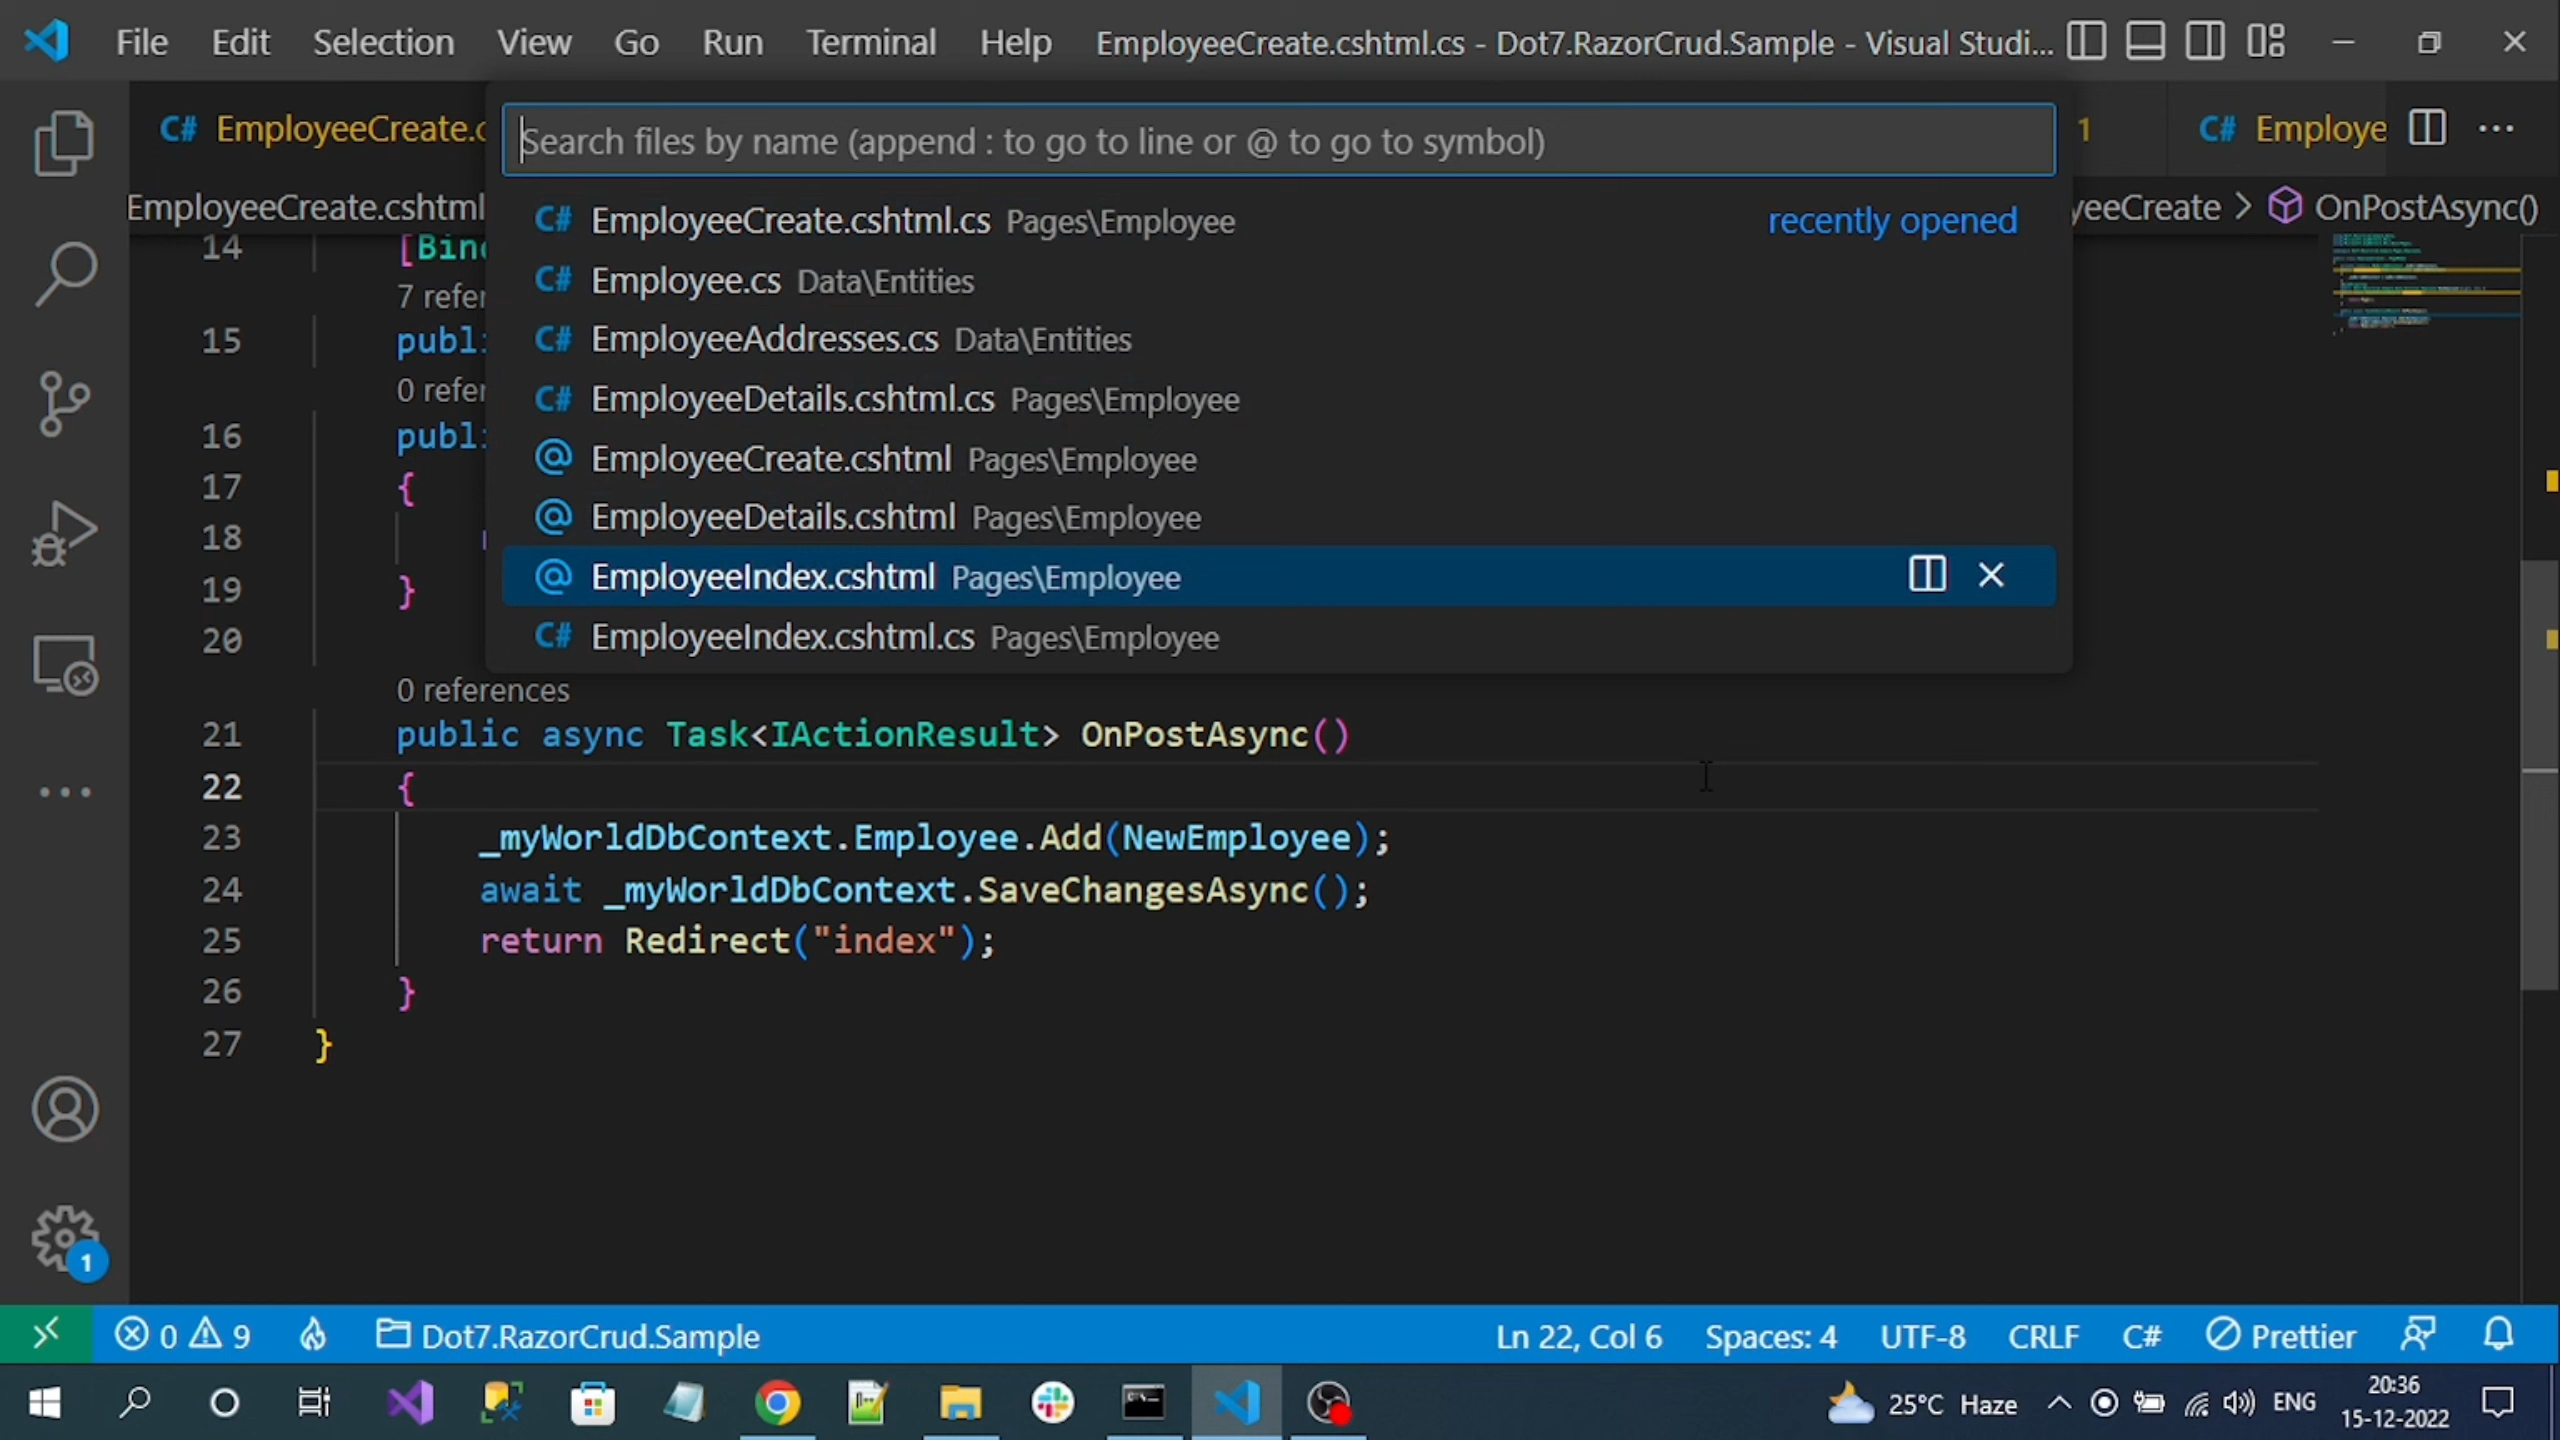 File Edit Selection View Go Run Terminal Help EmployeeCreate.cshtml.cs - Dot7.RazorCrud.Sample - Visual Studi...
C# EmployeeCreate.c
1
C# Employe
Search files by name (append : to go to line or @ to go to symbol)
EmployeeCreate.cshtml
yeeCreate > OnPostAsync()
C# EmployeeCreate.cshtml.cs Pages\Employee recently opened
C# Employee.cs Data\Entities
C# EmployeeAddresses.cs Data\Entities
C# EmployeeDetails.cshtml.cs Pages\Employee
@ EmployeeCreate.cshtml Pages\Employee
@ EmployeeDetails.cshtml Pages\Employee
@ EmployeeIndex.cshtml Pages\Employee
C# EmployeeIndex.cshtml.cs Pages\Employee
14 [Bind
7 refer
15 publi
0 refer
16 publi
17 {
18
19 }
20
0 references
21 public async Task<IActionResult> OnPostAsync()
22 {
23 _myWorldDbContext.Employee.Add(NewEmployee);
24 await _myWorldDbContext.SaveChangesAsync();
25 return Redirect("index");
26 }
27 }
1
0 9 Dot7.RazorCrud.Sample Ln 22, Col 6 Spaces: 4 UTF-8 CRLF C# Prettier
25°C Haze ENG 20:36
15-12-2022